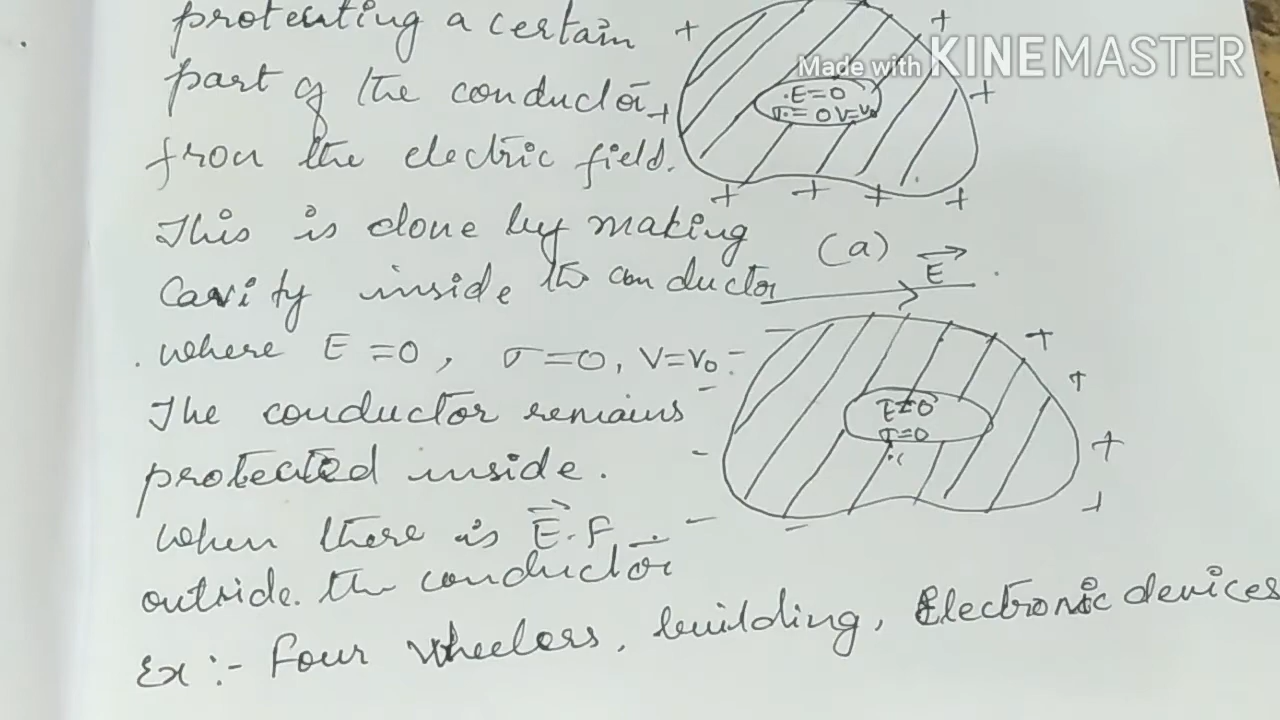 protecting a certain
part of the conductor
from the electric field.
This is done by making
Cavity inside the conductor
where E = 0, σ = 0, V = V₀
The conductor remains
protected inside.
When there is E.F
outside the conductor
Ex :- Four wheelers, building, Electronic devices
Made with KINEMASTER
E = 0
σ = 0 V = V₀
(a)
E
E = 0
σ = 0